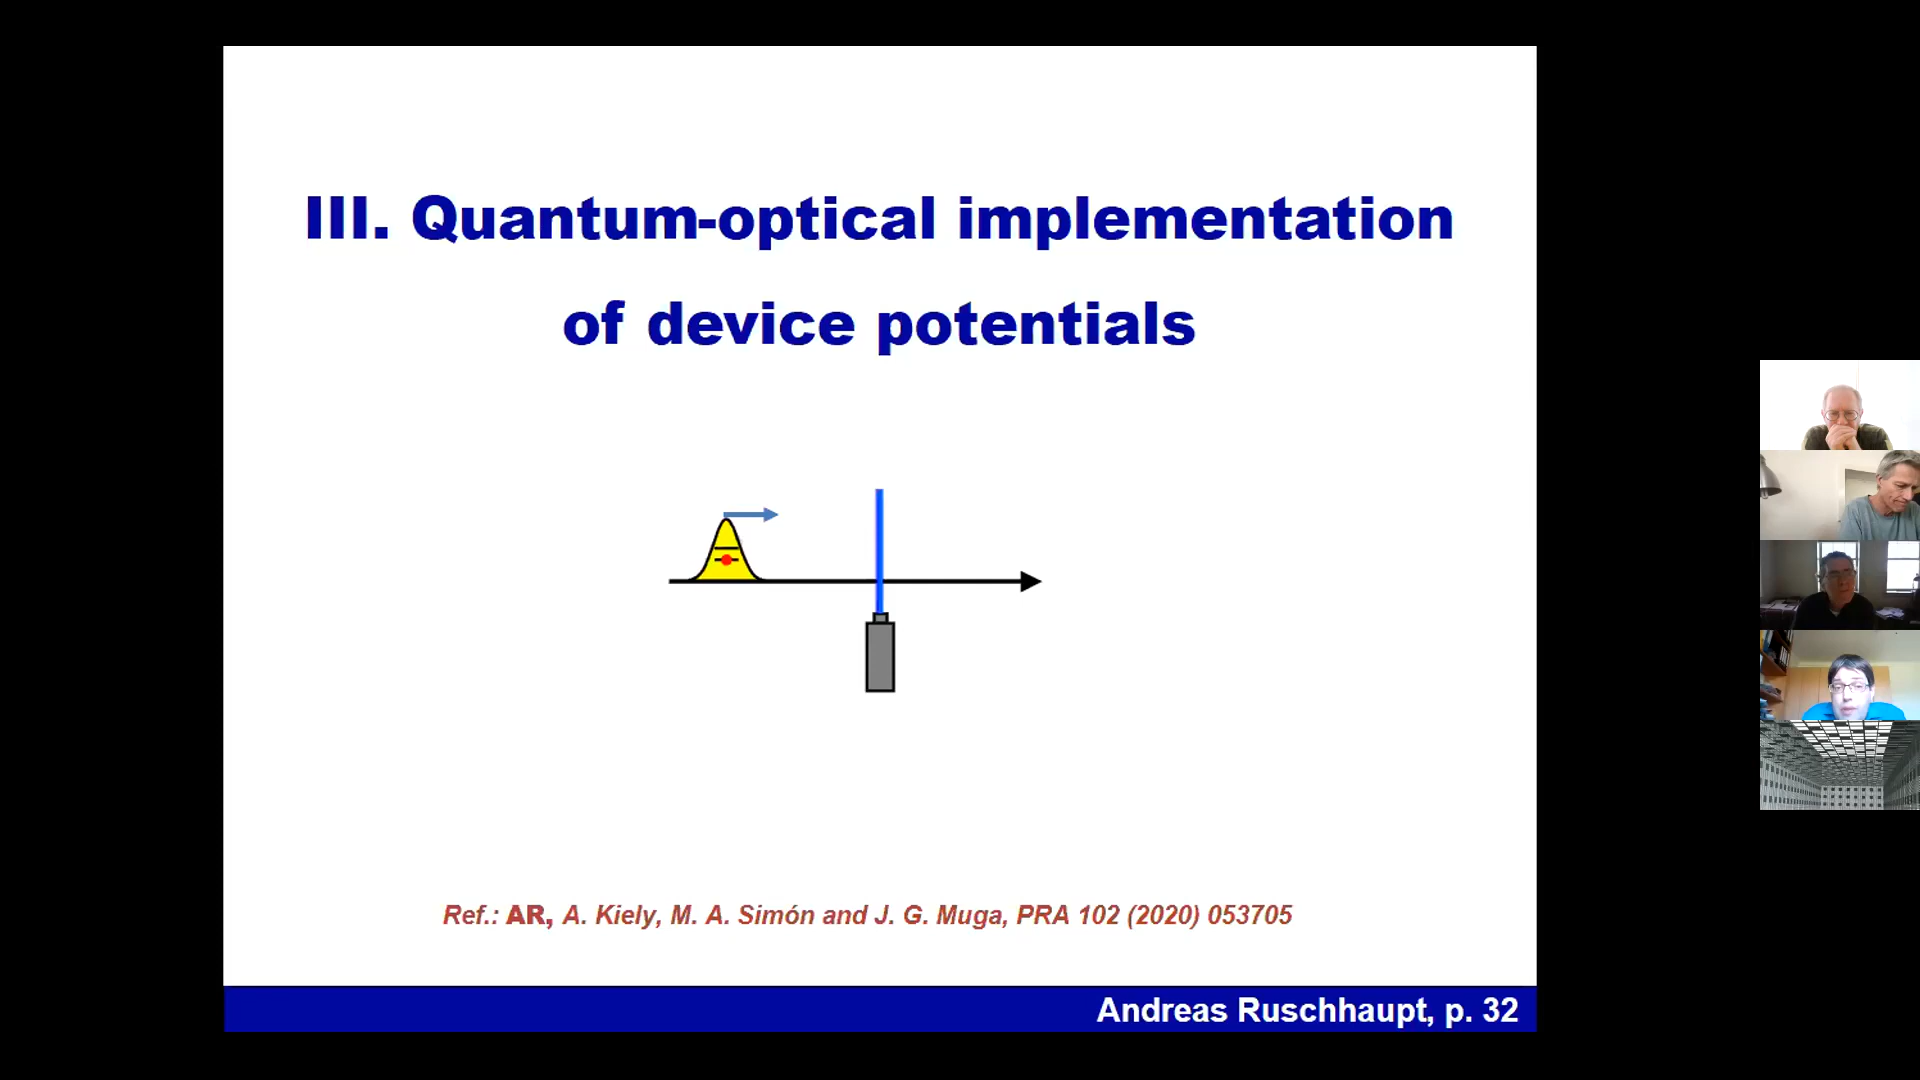 III. Quantum-optical implementation
of device potentials
Ref.: AR, A. Kiely, M. A. Simón and J. G. Muga, PRA 102 (2020) 053705
Andreas Ruschhaupt, p. 32